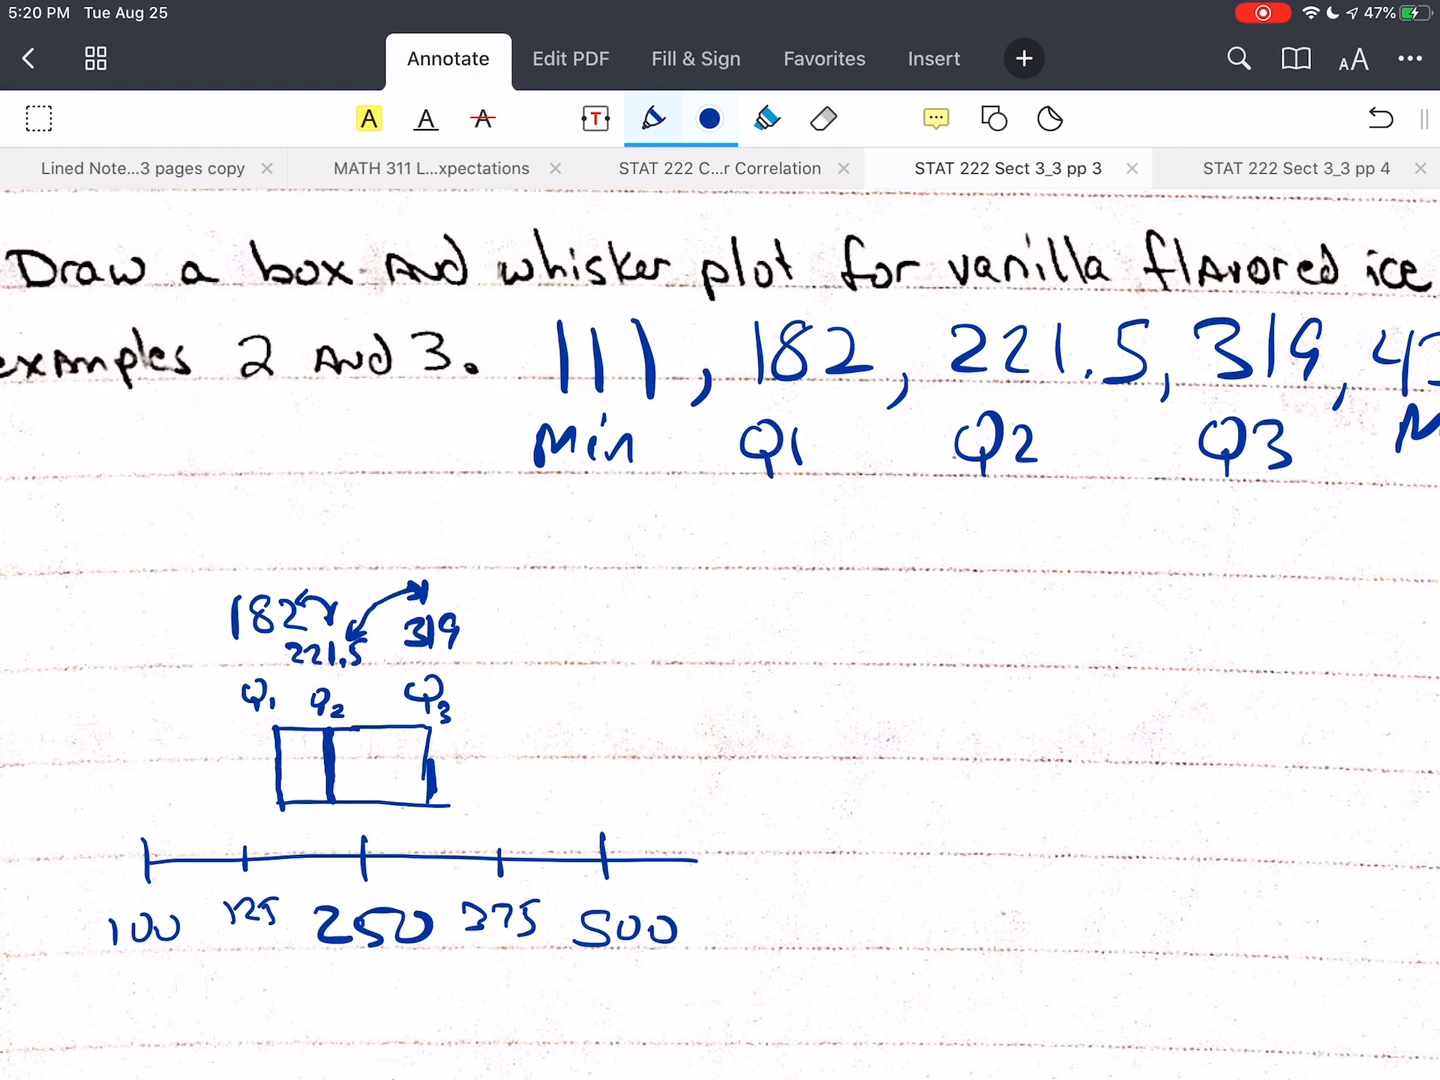 5:20 PM Tue Aug 25
47%
Annotate Edit PDF Fill & Sign Favorites Insert
A A A T AA
Lined Note...3 pages copy MATH 311 L...xpectations STAT 222 C...r Correlation STAT 222 Sect 3_3 pp 3 STAT 222 Sect 3_3 pp 4
Draw a box And whisker plot for vanilla flAvored ice
examples 2 And 3. 111, 182, 221.5, 319, 43
Min Q1 Q2 Q3 M
182 319
221.5
Q1 Q2 Q3
100 125 250 375 500